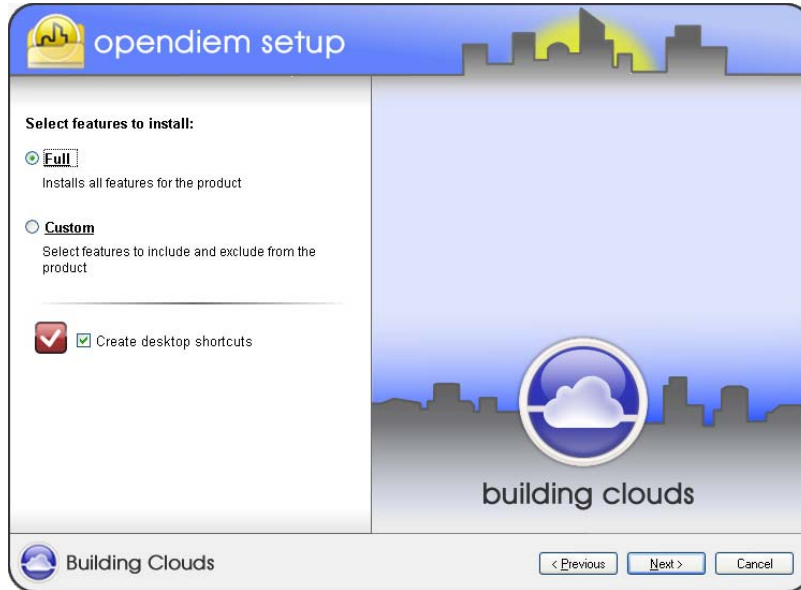 opendiem setup
Select features to install:
Full
Installs all features for the product
Custom
Select features to include and exclude from the
product
Create desktop shortcuts
building clouds
Building Clouds
< Previous
Next >
Cancel